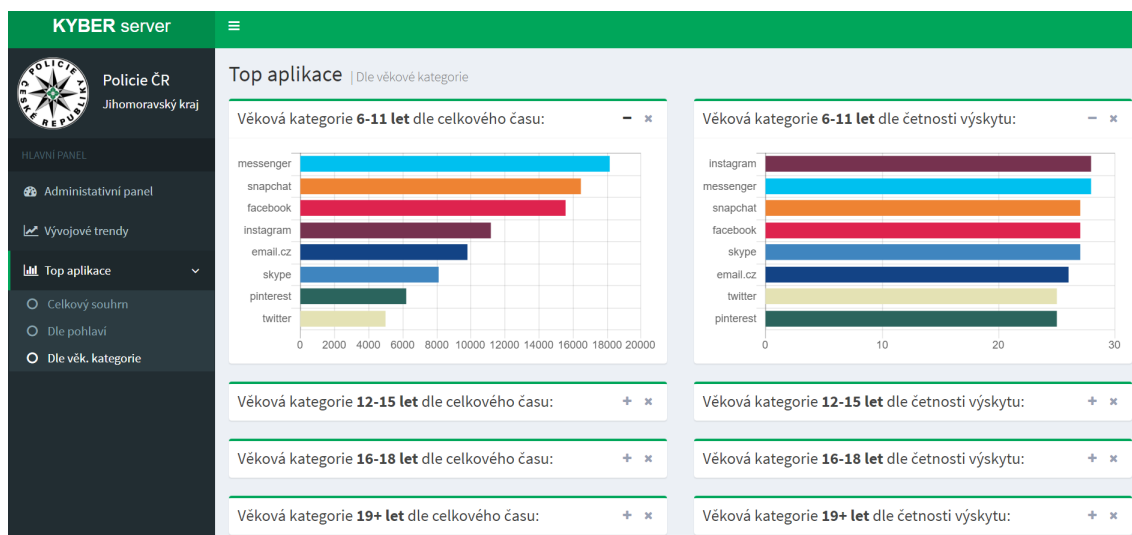 KYBER server
POLICIE ČESKÉ REPUBLIKY
Policie ČR
Jihomoravský kraj
HLAVNÍ PANEL
Administativní panel
Vývojové trendy
Top aplikace
Celkový souhrn
Dle pohlaví
Dle věk. kategorie
Top aplikace | Dle věkové kategorie
Věková kategorie 6-11 let dle celkového času:
messenger
snapchat
facebook
instagram
email.cz
skype
pinterest
twitter
0 2000 4000 6000 8000 10000 12000 14000 16000 18000 20000
Věková kategorie 6-11 let dle četnosti výskytu:
instagram
messenger
snapchat
facebook
skype
email.cz
twitter
pinterest
0 10 20 30
Věková kategorie 12-15 let dle celkového času:
Věková kategorie 12-15 let dle četnosti výskytu:
Věková kategorie 16-18 let dle celkového času:
Věková kategorie 16-18 let dle četnosti výskytu:
Věková kategorie 19+ let dle celkového času:
Věková kategorie 19+ let dle četnosti výskytu: